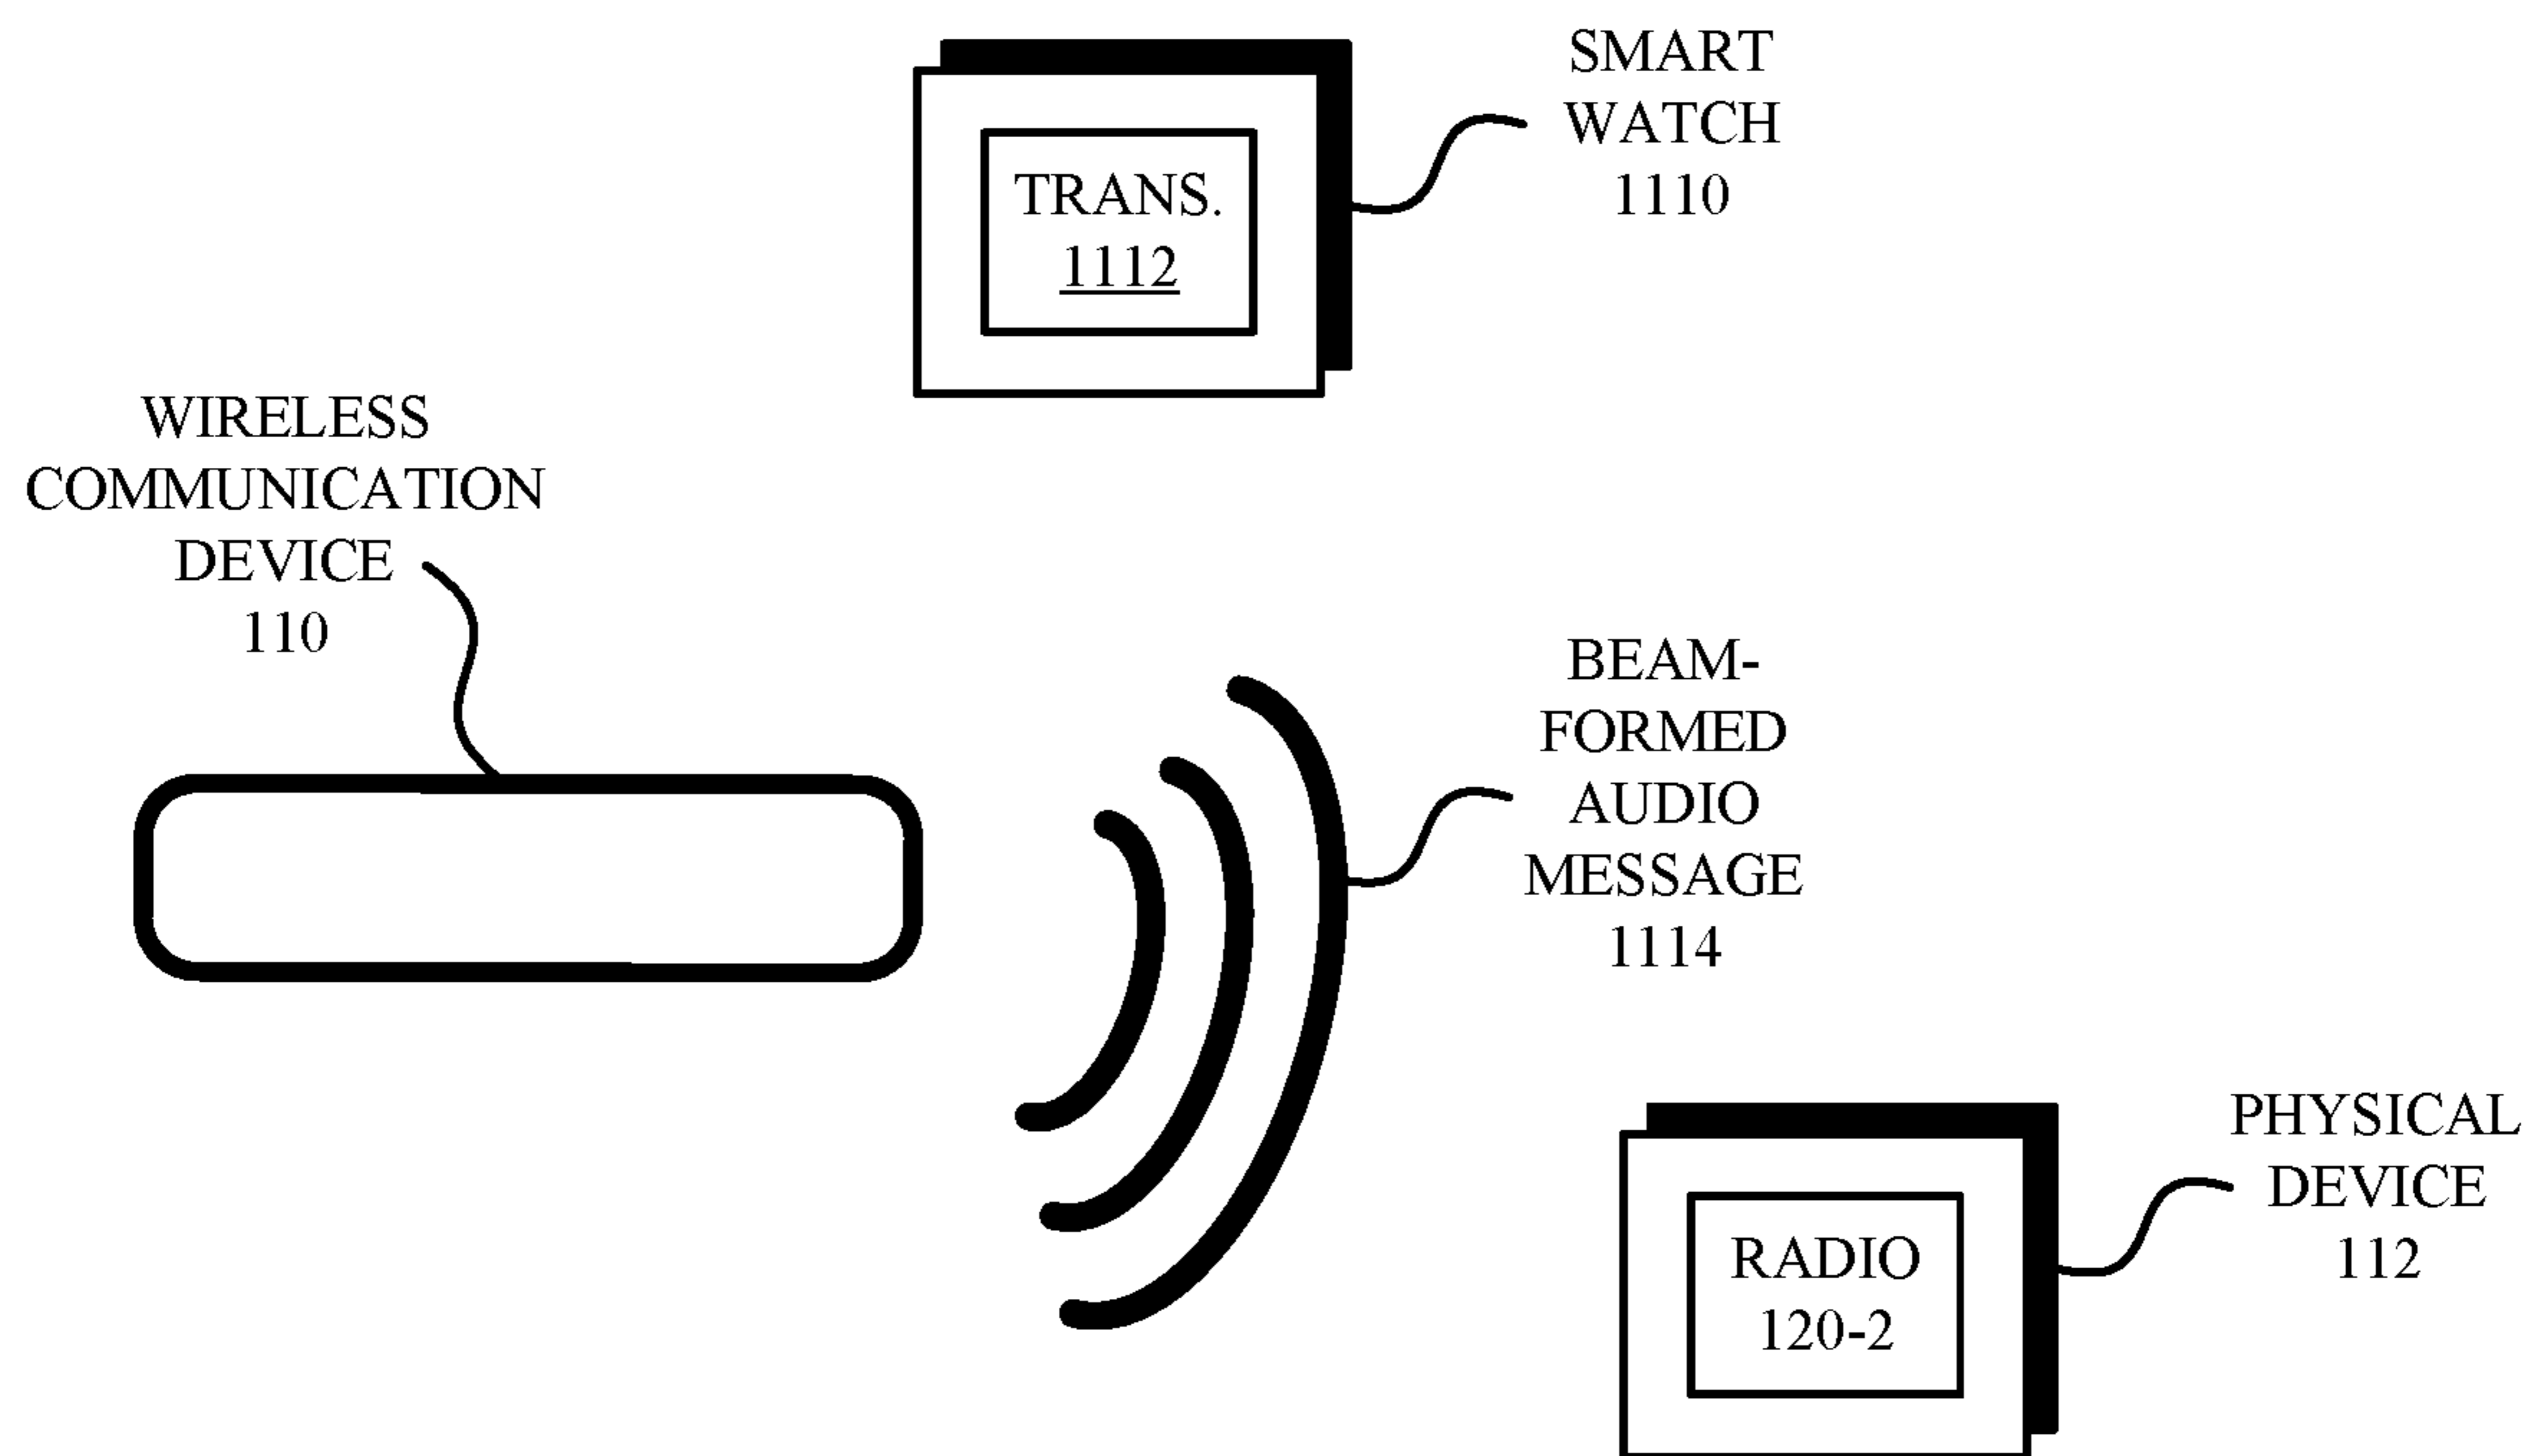 SMART
WATCH
1110
TRANS.
1112
WIRELESS
COMMUNICATION
DEVICE
110
BEAM-
FORMED
AUDIO
MESSAGE
1114
PHYSICAL
DEVICE
112
RADIO
120-2